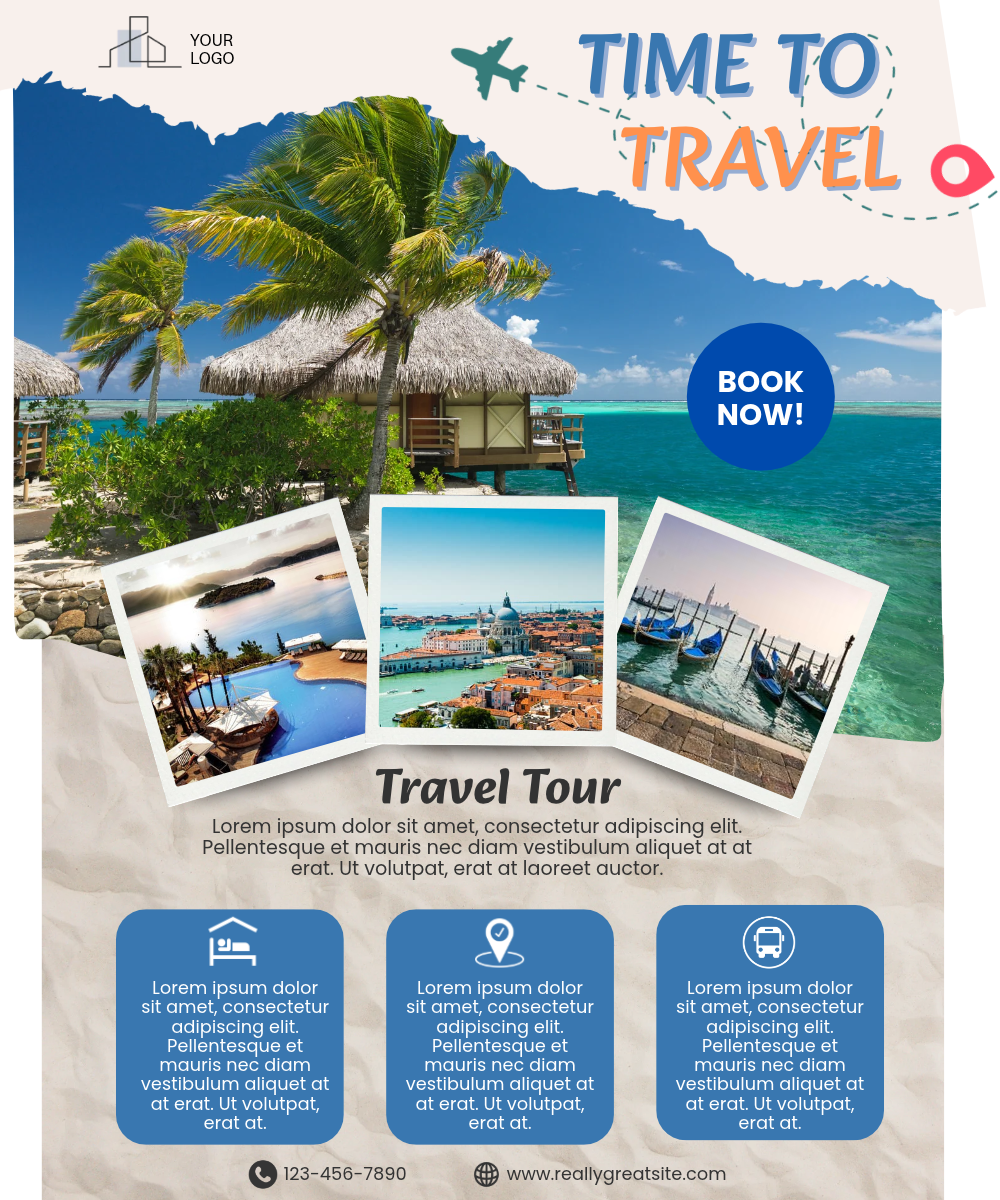 YOUR
LOGO
TIME TO
TRAVEL
BOOK
NOW!
Travel Tour
Lorem ipsum dolor sit amet, consectetur adipiscing elit.
Pellentesque et mauris nec diam vestibulum aliquet at at
erat. Ut volutpat, erat at laoreet auctor.
Lorem ipsum dolor
sit amet, consectetur
adipiscing elit.
Pellentesque et
mauris nec diam
vestibulum aliquet at
at erat. Ut volutpat,
erat at.
Lorem ipsum dolor
sit amet, consectetur
adipiscing elit.
Pellentesque et
mauris nec diam
vestibulum aliquet at
at erat. Ut volutpat,
erat at.
Lorem ipsum dolor
sit amet, consectetur
adipiscing elit.
Pellentesque et
mauris nec diam
vestibulum aliquet at
at erat. Ut volutpat,
erat at.
123-456-7890
www.reallygreatsite.com